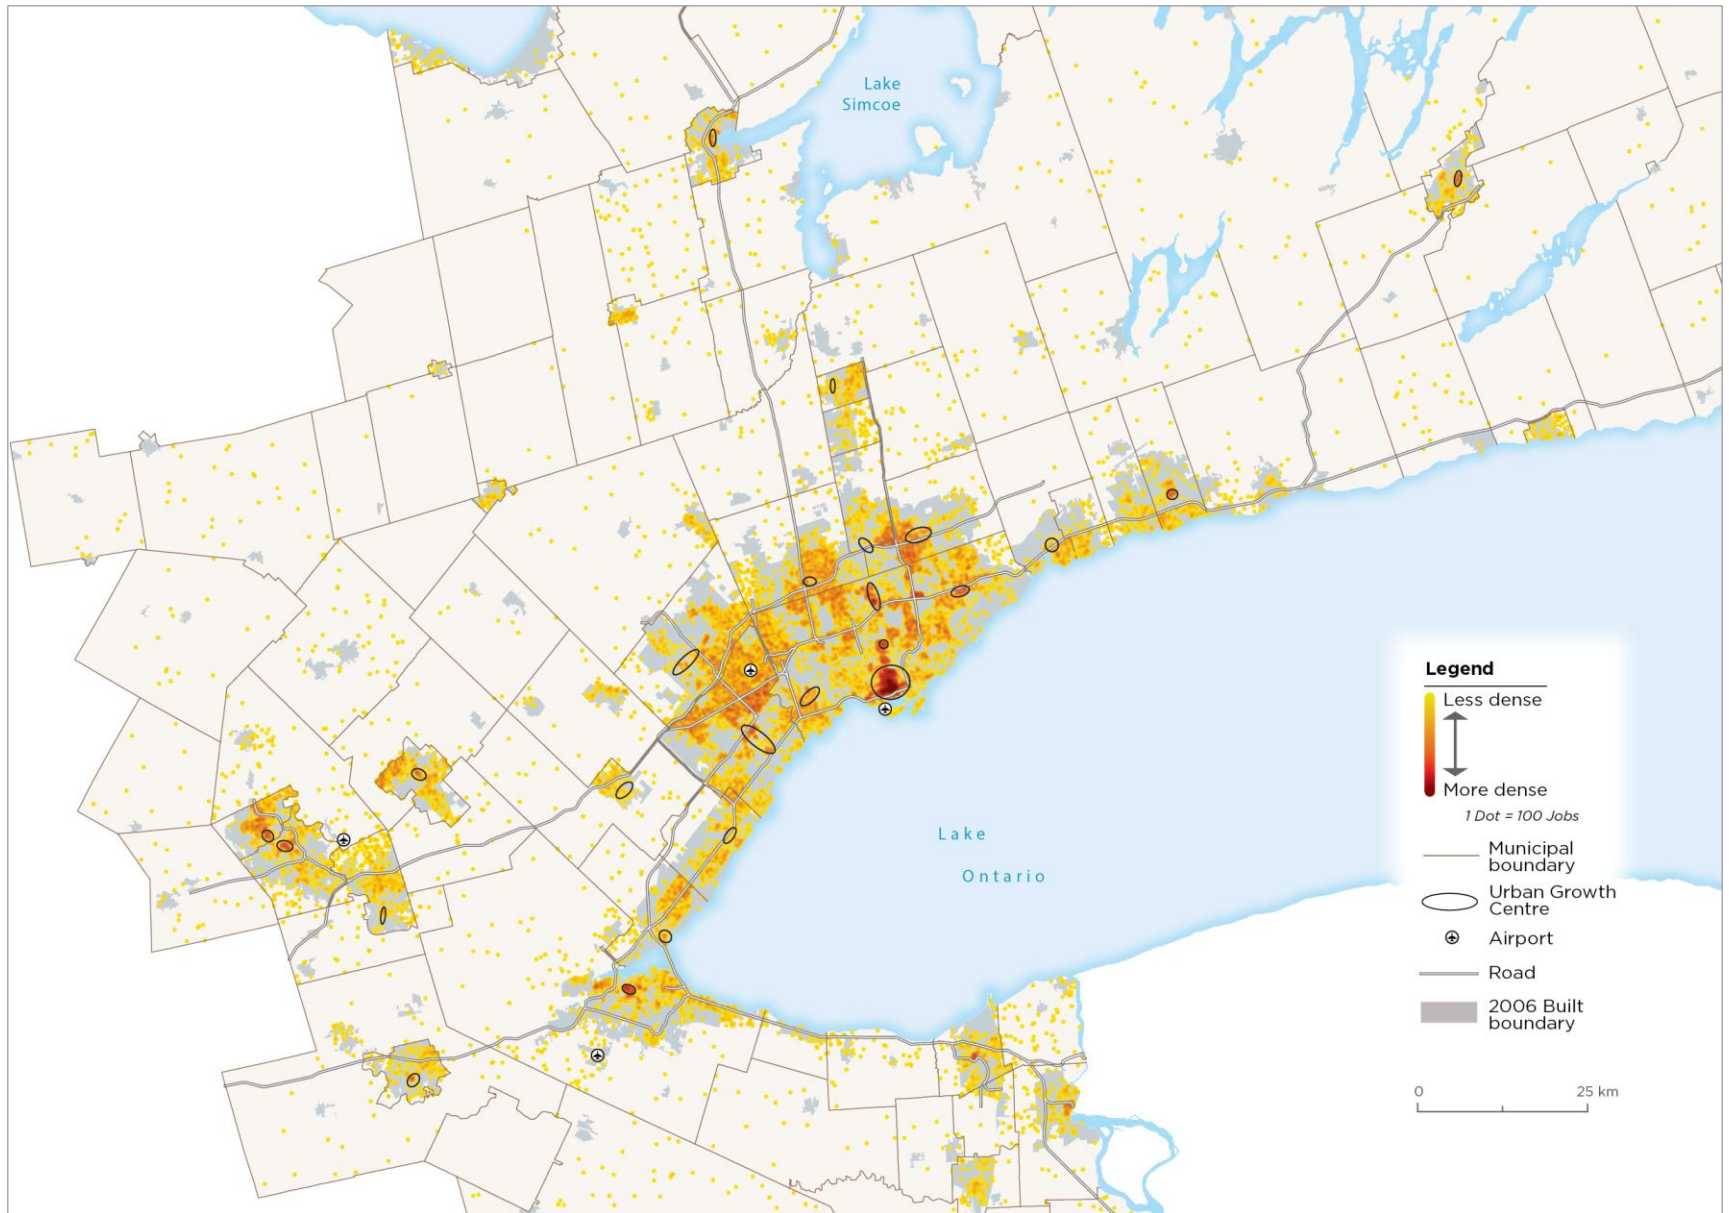 Lake
Simcoe
Lake
Ontario
Legend
Less dense
More dense
1 Dot = 100 Jobs
Municipal
boundary
Urban Growth
Centre
Airport
Road
2006 Built
boundary
0 25 km